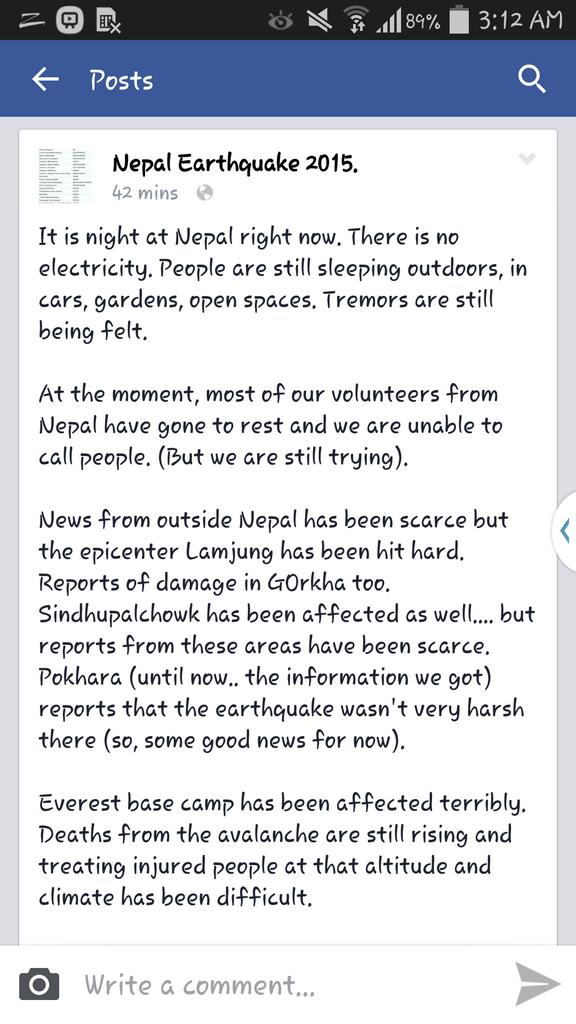 89% 3:12 AM
Posts
Nepal Earthquake 2015.
42 mins
It is night at Nepal right now. There is no
electricity. People are still sleeping outdoors, in
cars, gardens, open spaces. Tremors are still
being felt.
At the moment, most of our volunteers from
Nepal have gone to rest and we are unable to
call people. (But we are still trying).
News from outside Nepal has been scarce but
the epicenter Lamjung has been hit hard.
Reports of damage in GOrkha too.
Sindhupalchowk has been affected as well.... but
reports from these areas have been scarce.
Pokhara (until now.. the information we got)
reports that the earthquake wasn't very harsh
there (so, some good news for now).
Everest base camp has been affected terribly.
Deaths from the avalanche are still rising and
treating injured people at that altitude and
climate has been difficult.
Write a comment...